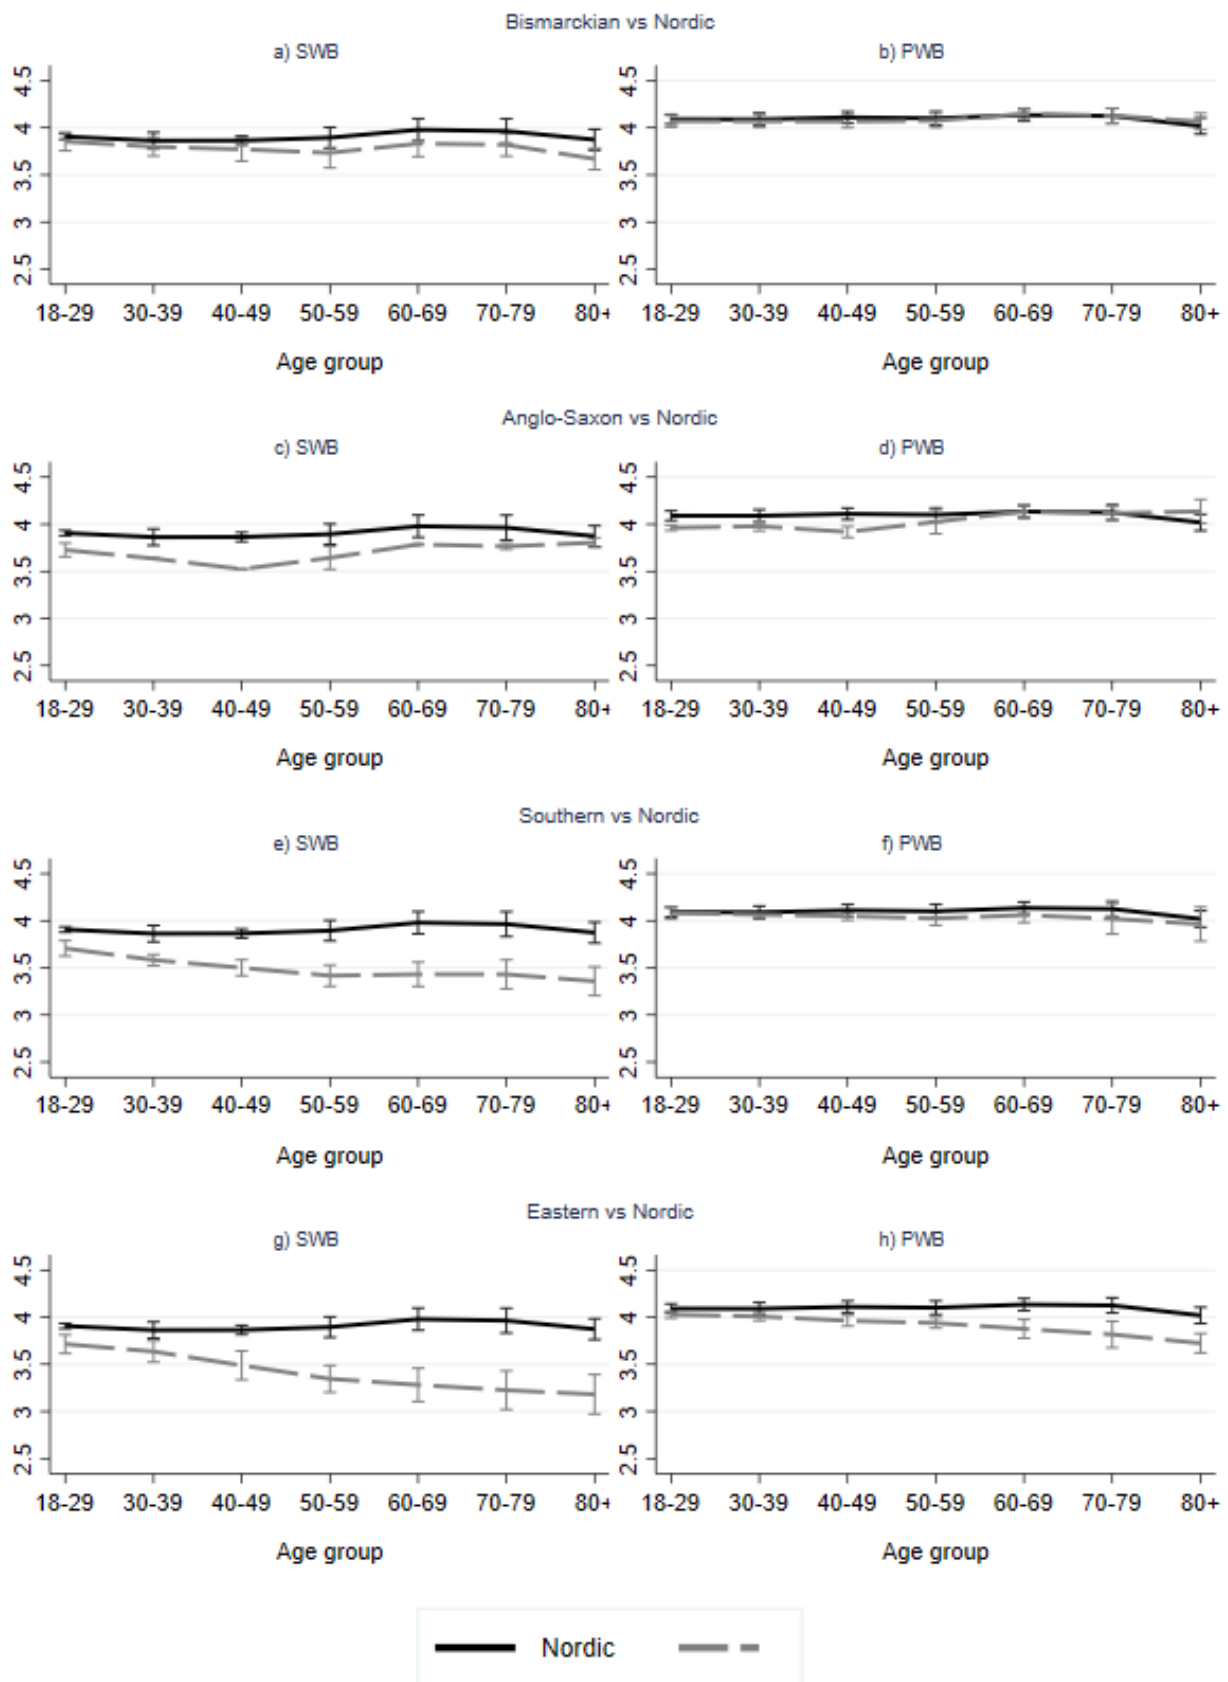 Bismarckian vs Nordic
a) SWB
b) PWB
4.5
4
3.5
3
2.5
18-29 30-39 40-49 50-59 60-69 70-79 80+
Age group
4.5
4
3.5
3
2.5
18-29 30-39 40-49 50-59 60-69 70-79 80+
Age group
Anglo-Saxon vs Nordic
c) SWB
d) PWB
4.5
4
3.5
3
2.5
18-29 30-39 40-49 50-59 60-69 70-79 80+
Age group
4.5
4
3.5
3
2.5
18-29 30-39 40-49 50-59 60-69 70-79 80+
Age group
Southern vs Nordic
e) SWB
f) PWB
4.5
4
3.5
3
2.5
18-29 30-39 40-49 50-59 60-69 70-79 80+
Age group
4.5
4
3.5
3
2.5
18-29 30-39 40-49 50-59 60-69 70-79 80+
Age group
Eastern vs Nordic
g) SWB
h) PWB
4.5
4
3.5
3
2.5
18-29 30-39 40-49 50-59 60-69 70-79 80+
Age group
4.5
4
3.5
3
2.5
18-29 30-39 40-49 50-59 60-69 70-79 80+
Age group
Nordic